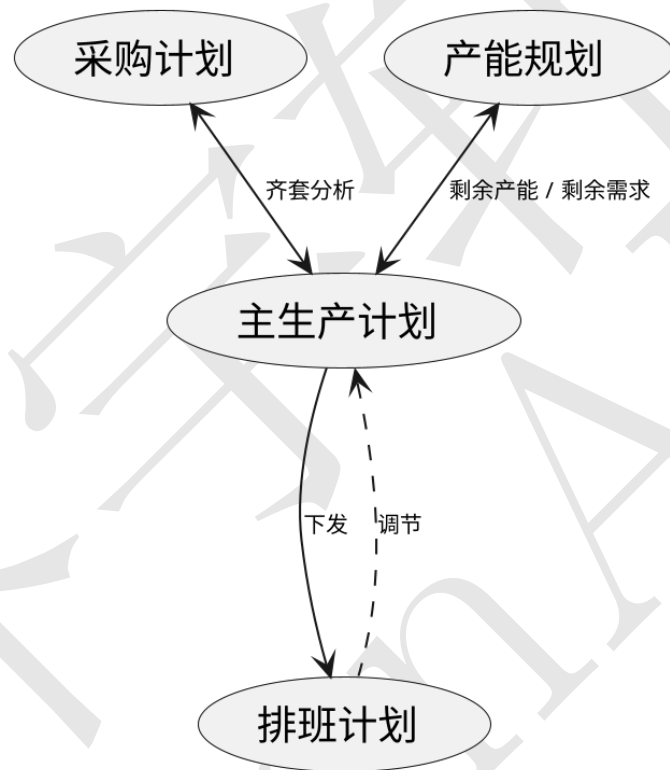 采购计划
产能规划
齐套分析
剩余产能 / 剩余需求
主生产计划
下发
调节
排班计划